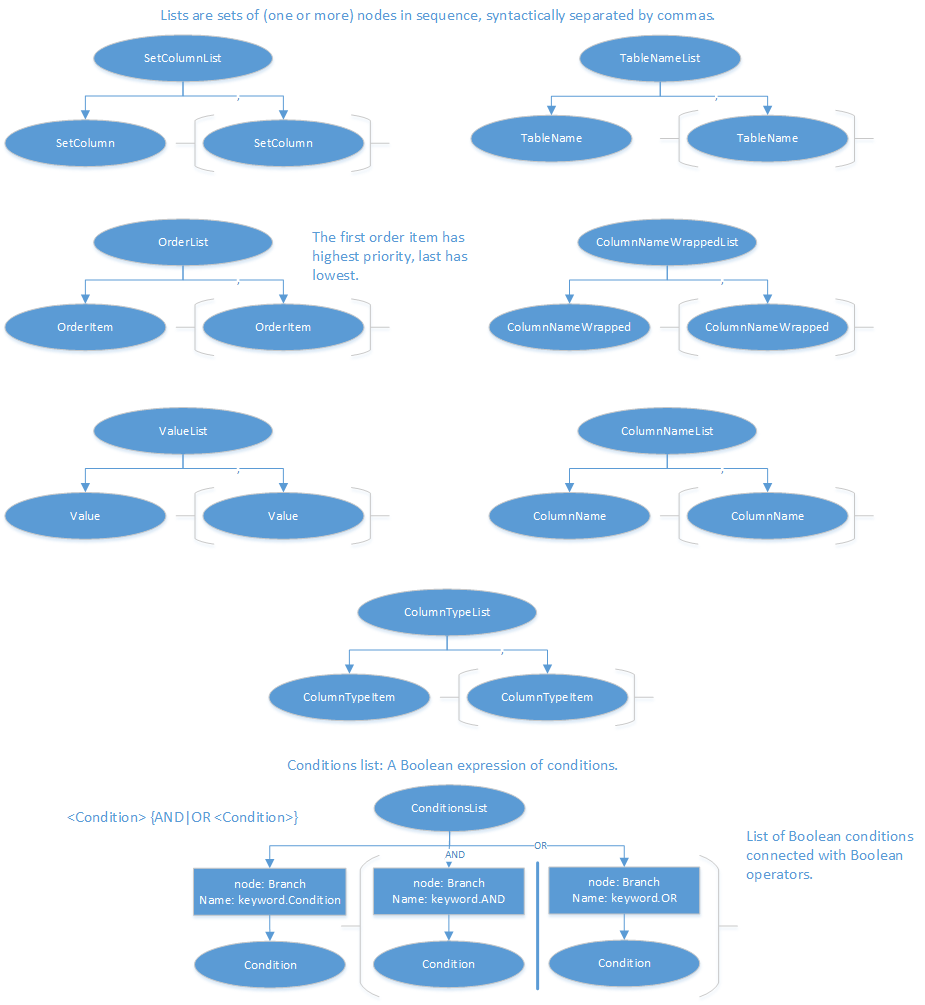 Lists are sets of (one or more) nodes in sequence, syntactically separated by commas.
SetColumnList
TableNameList
,
,
SetColumn
SetColumn
TableName
TableName
OrderList
The first order item has
highest priority, last has
lowest.
ColumnNameWrappedList
,
,
OrderItem
OrderItem
ColumnNameWrapped
ColumnNameWrapped
ValueList
ColumnNameList
,
,
Value
Value
ColumnName
ColumnName
ColumnTypeList
,
ColumnTypeItem
ColumnTypeItem
Conditions list: A Boolean expression of conditions.
<Condition> {AND|OR <Condition>}
ConditionsList
List of Boolean conditions
connected with Boolean
operators.
AND
OR
node: Branch
Name: keyword.Condition
node: Branch
Name: keyword.AND
node: Branch
Name: keyword.OR
Condition
Condition
Condition